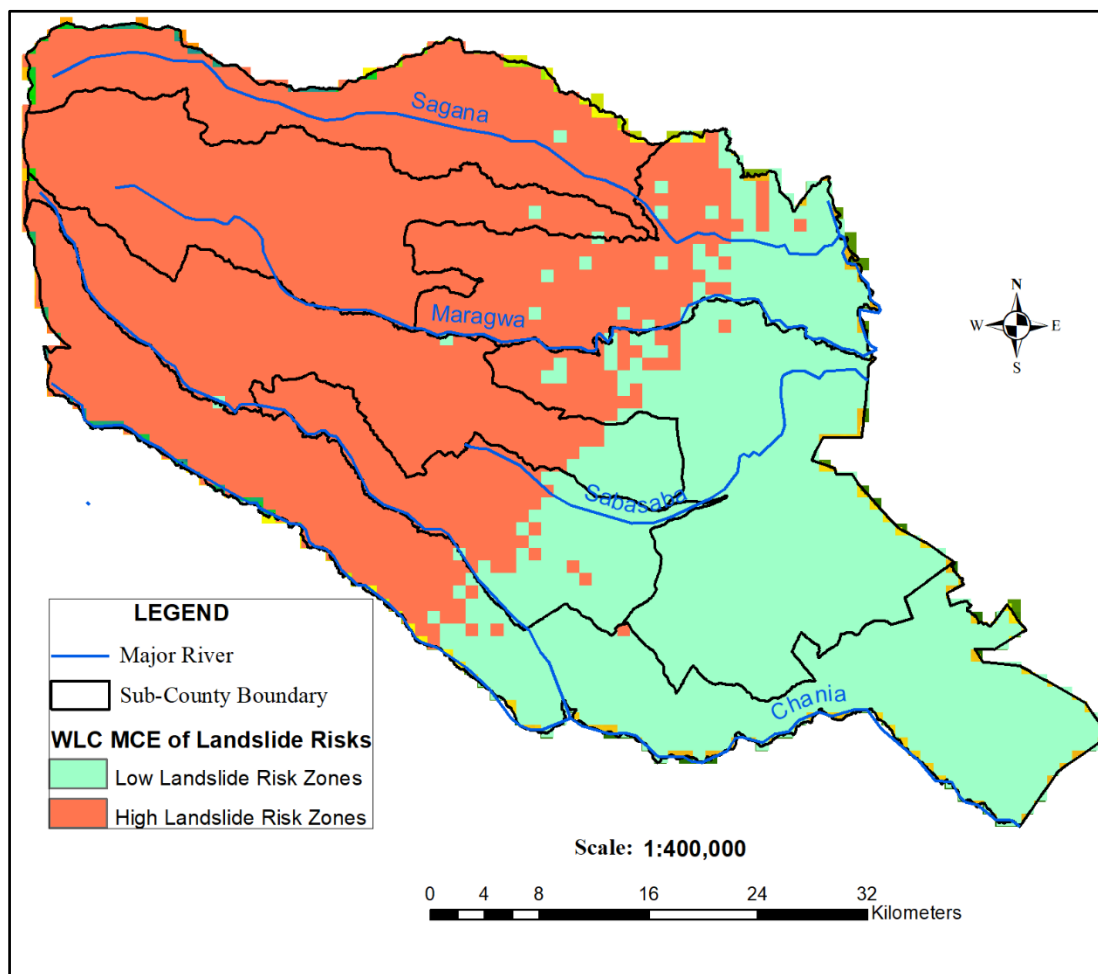 Sagana
Maragwa
Sabasaba
Chania
N
W
E
S
LEGEND
Major River
Sub-County Boundary
WLC MCE of Landslide Risks
Low Landslide Risk Zones
High Landslide Risk Zones
Scale: 1:400,000
0 4 8 16 24 32
Kilometers